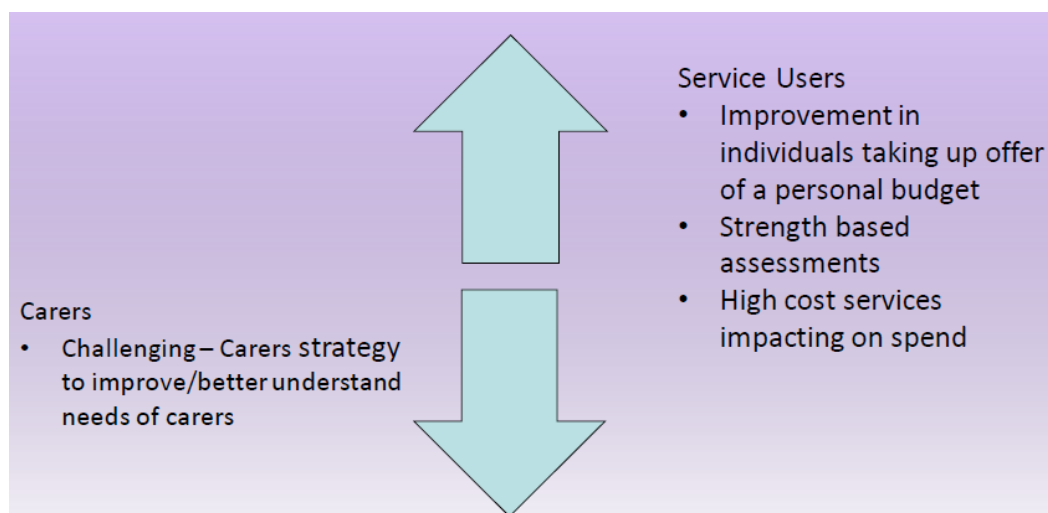 Service Users
• Improvement in
individuals taking up offer
of a personal budget
• Strength based
assessments
• High cost services
impacting on spend
Carers
• Challenging – Carers strategy
to improve/better understand
needs of carers